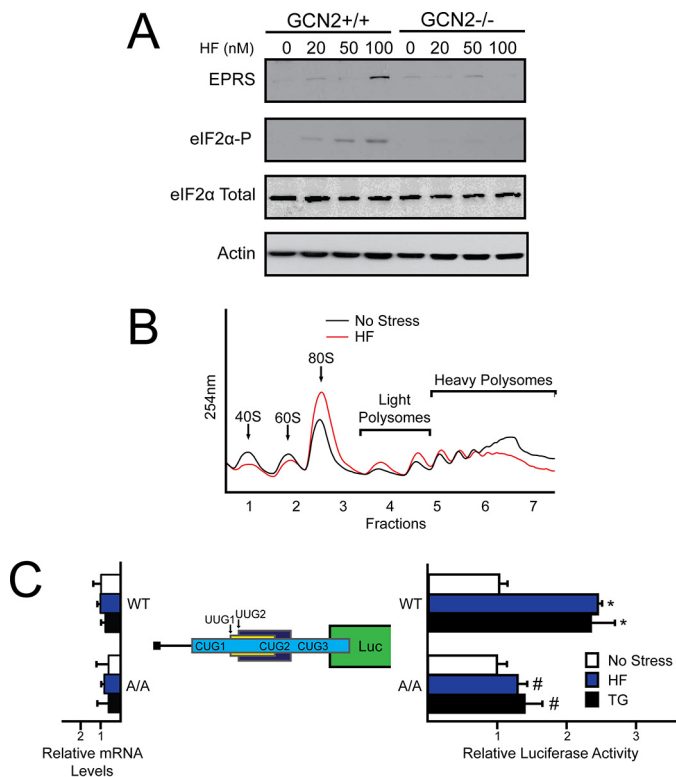 A
GCN2+/+ GCN2-/-
HF (nM) 0 20 50 100 0 20 50 100
EPRS
eIF2α-P
eIF2α Total
Actin
B
No Stress
HF
254nm
40S
60S
80S
Light
Polysomes
Heavy Polysomes
1 2 3 4 5 6 7
Fractions
C
WT
A/A
2 1
Relative mRNA
Levels
UUG1
UUG2
CUG1
CUG2
CUG3
Luc
WT
*
*
A/A
#
#
No Stress
HF
TG
1 2 3
Relative Luciferase Activity